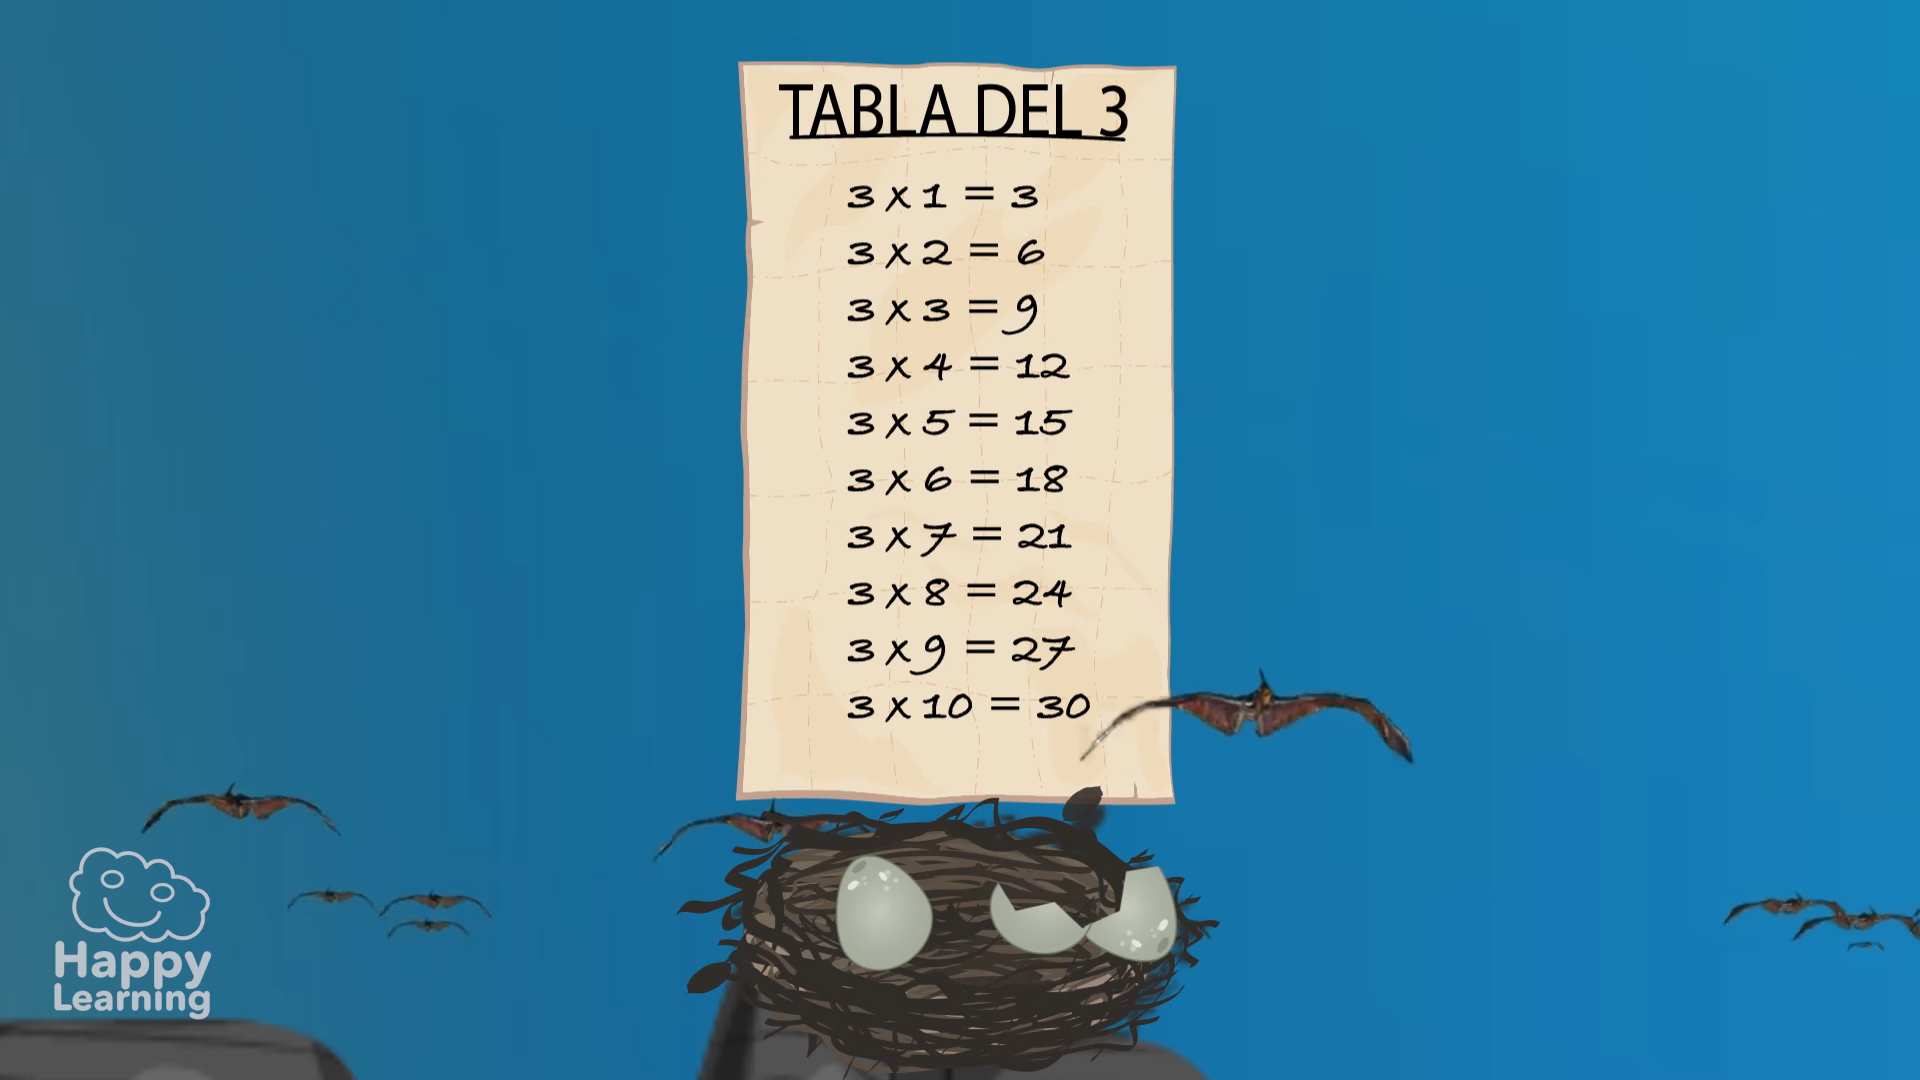 TABLA DEL 3
3 x 1 = 3
3 x 2 = 6
3 x 3 = 9
3 x 4 = 12
3 x 5 = 15
3 x 6 = 18
3 x 7 = 21
3 x 8 = 24
3 x 9 = 27
3 x 10 = 30
Happy
Learning